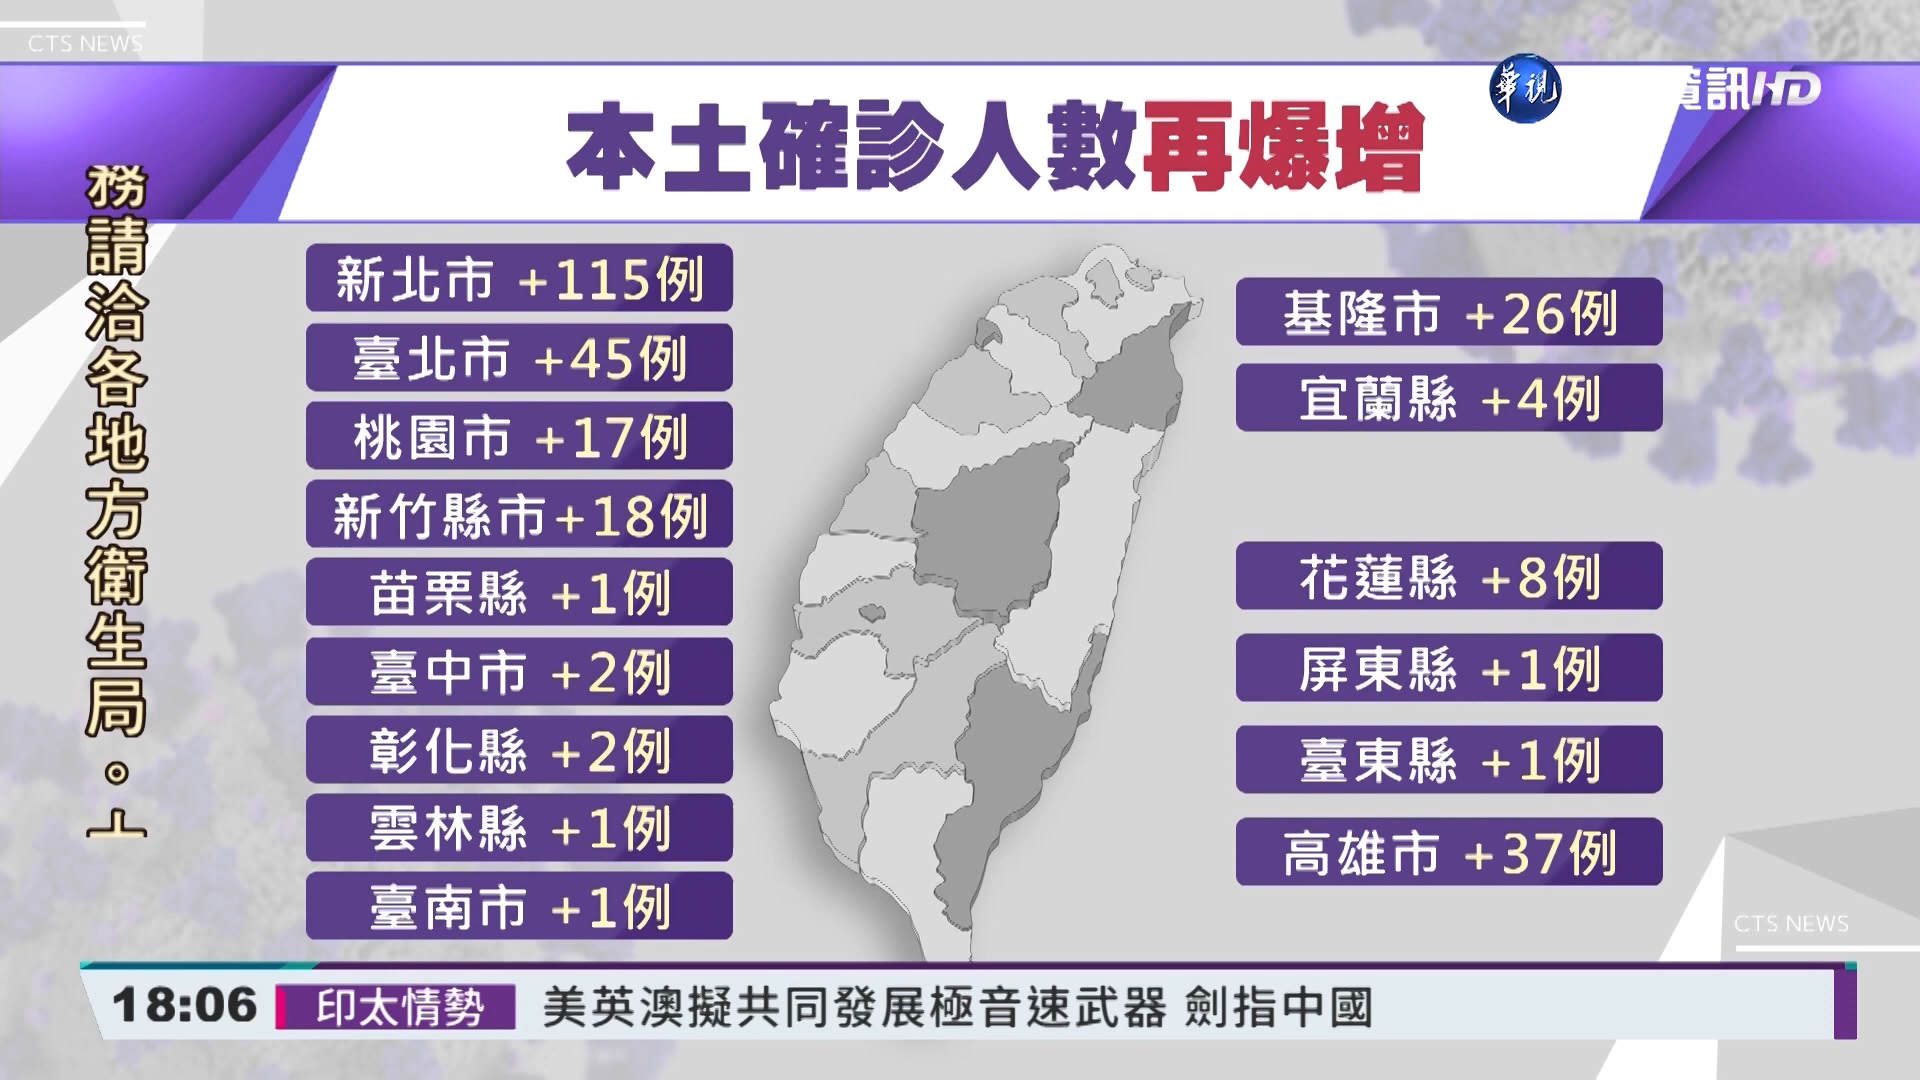 CTS NEWS
華視
資訊HD
本土確診人數再爆增
務請洽各地方衛生局。
新北市 +115例
臺北市 +45例
桃園市 +17例
新竹縣市+18例
苗栗縣 +1例
臺中市 +2例
彰化縣 +2例
雲林縣 +1例
臺南市 +1例
基隆市 +26例
宜蘭縣 +4例
花蓮縣 +8例
屏東縣 +1例
臺東縣 +1例
高雄市 +37例
CTS NEWS
18:06 印太情勢 美英澳擬共同發展極音速武器 劍指中國